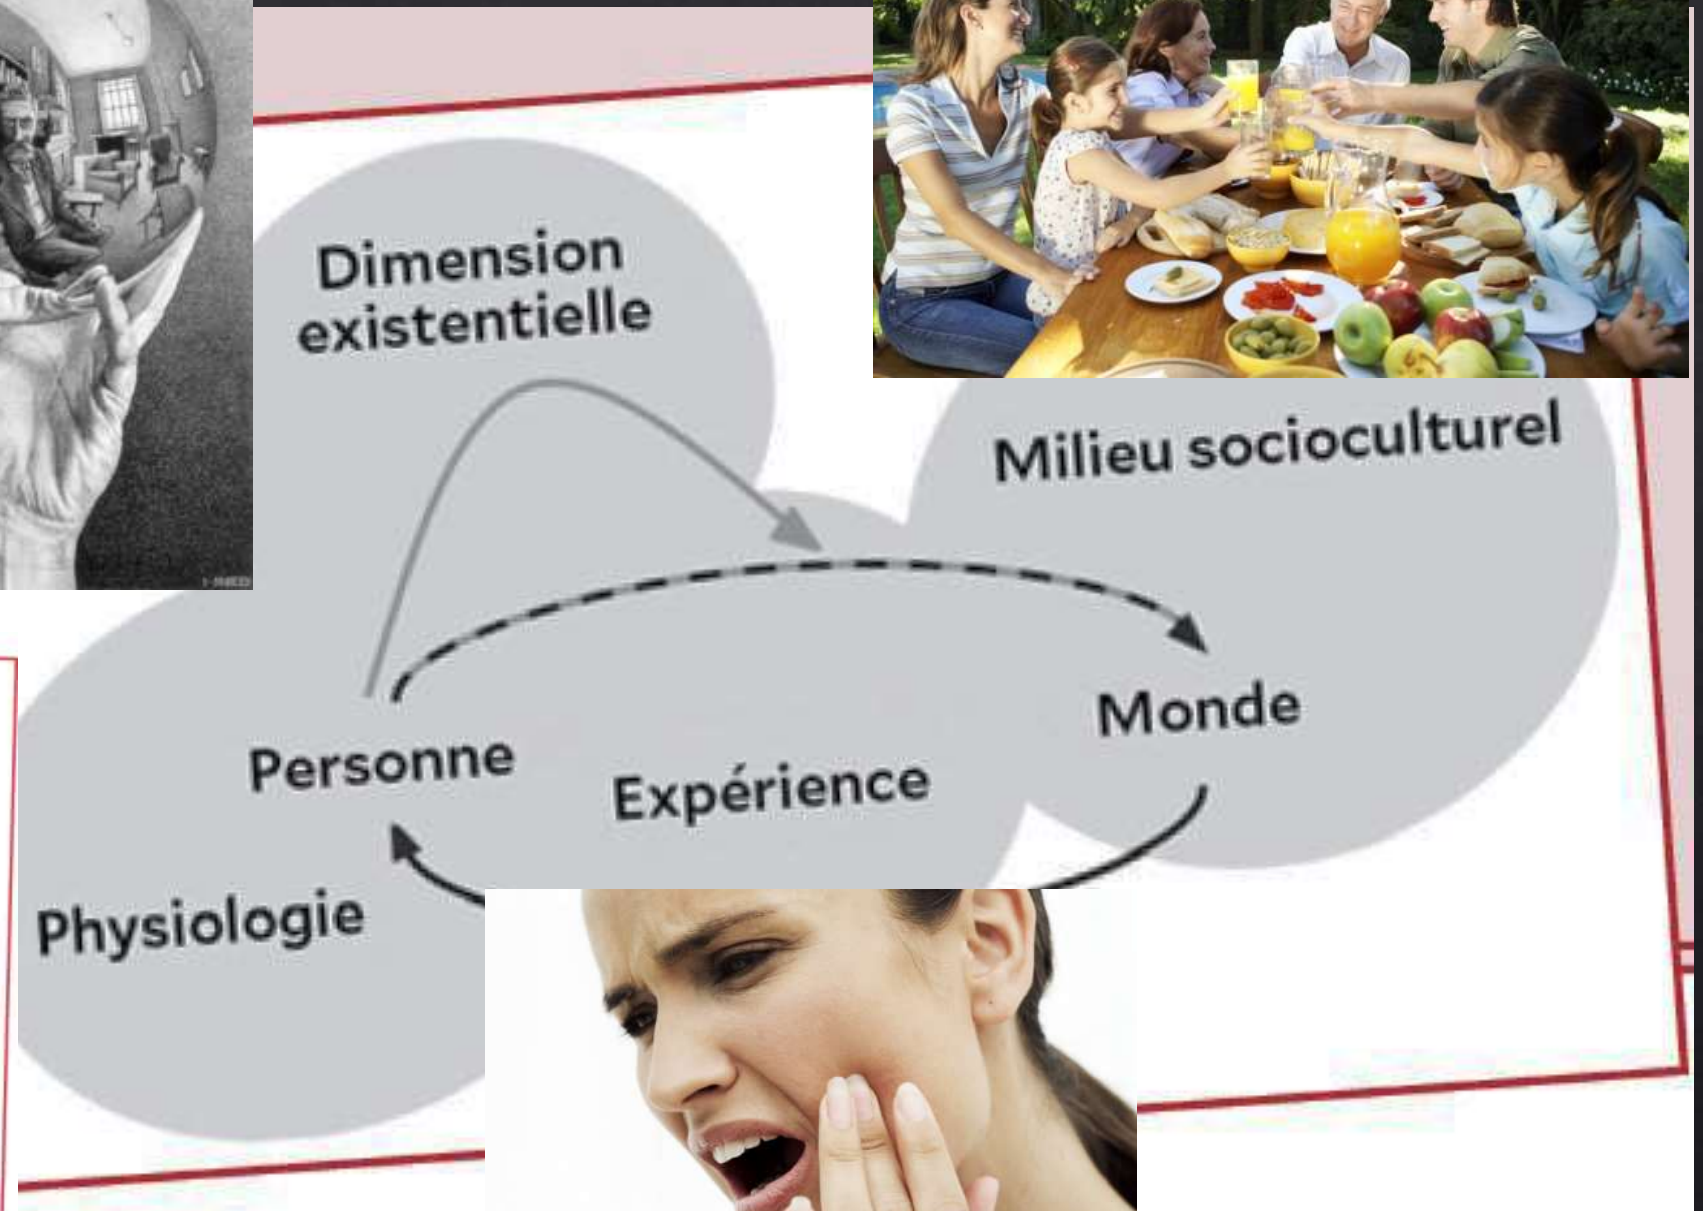 Dimension
existentielle
Milieu socioculturel
Monde
Personne
Expérience
Physiologie